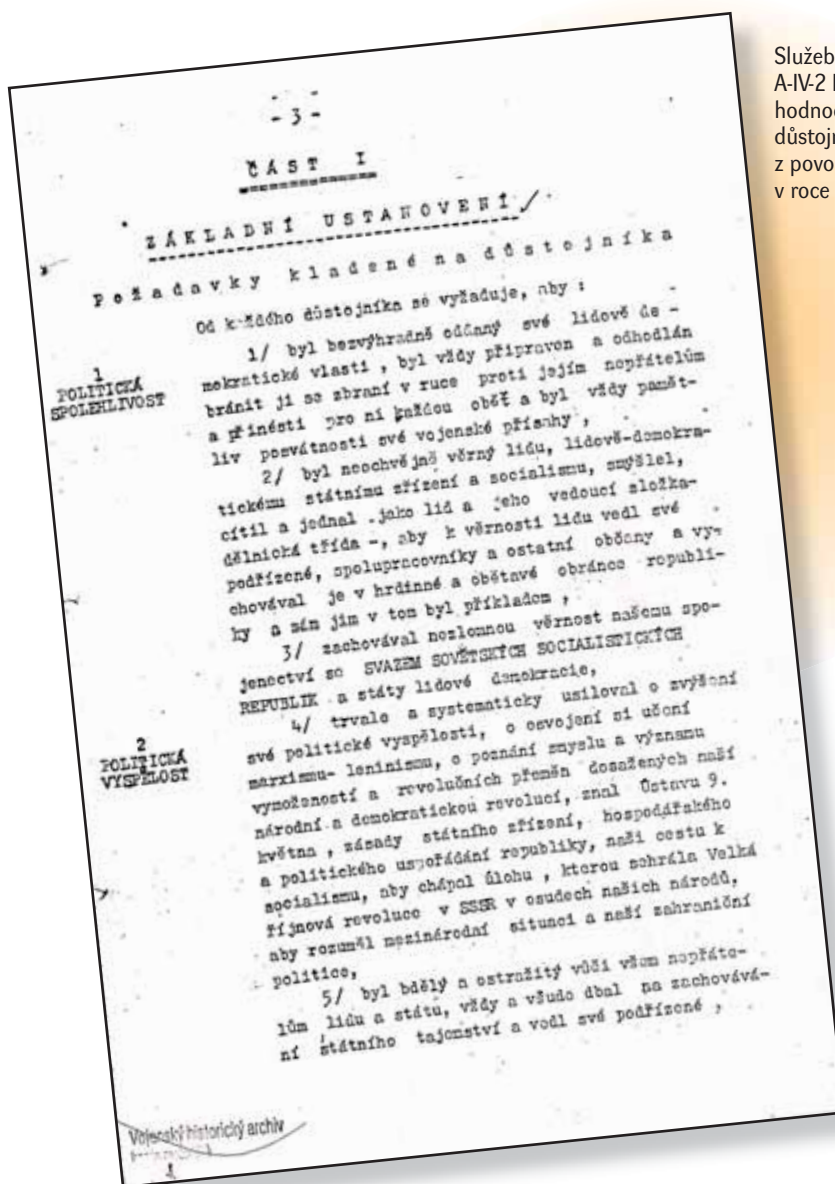 Služeb
A-IV-2
hodnoc
důstojn
z povo
v roce
- 3 -
ČÁST I
ZÁKLADNÍ USTANOVENÍ
Požadavky kladené na důstojníka
Od každého důstojníka se vyžaduje, aby :
1
POLITICKÁ
SPOLEHLIVOST
1/ byl bezvýhradně oddaný své lidově de -
mokratické vlasti , byl vždy připraven a odhodlán
bránit ji se zbraní v ruce proti jejím nepřátelům
a přinésti pro ni každou oběť a byl vždy pamět-
liv posvátnosti své vojenské přísahy ,
2/ byl neochvějně věrný lidu, lidově-demokra-
tickému státnímu zřízení a socialismu, smýšlel,
cítil a jednal jako lid a jeho vedoucí složka-
dělnická třída -, aby k věrnosti lidu vedl své
podřízené, spolupracovníky a ostatní občany a vy-
chovával je v hrdinné a obětavé obránce republi-
ky a sám jim v tom byl příkladem ,
3/ zachovával nezlomnou věrnost našemu spo-
jenectví se SVAZEM SOVĚTSKÝCH SOCIALISTICKÝCH
REPUBLIK a státy lidové demokracie,
2
POLITICKÁ
VYSPĚLOST
4/ trvale a systematicky usiloval o zvýšení
své politické vyspělosti, o osvojení si učení
marxismu- leninismu, o poznání smyslu a významu
vymožeností a revolučních přeměn dosažených naší
národní a demokratickou revolucí, znal Ústavu 9.
května , zásady státního zřízení, hospodářského
a politického uspořádání republiky, naši cestu k
socialismu, aby chápal úlohu , kterou sehrála Velká
říjnová revoluce v SSSR v osudech našich národů,
aby rozuměl mezinárodní situaci a naší zahraniční
politice,
5/ byl bdělý a ostražitý vůči všem nepřáte-
lům lidu a státu, vždy a všude dbal na zachovává-
ní státního tajemství a vedl své podřízené ,
Vojenský historický archiv